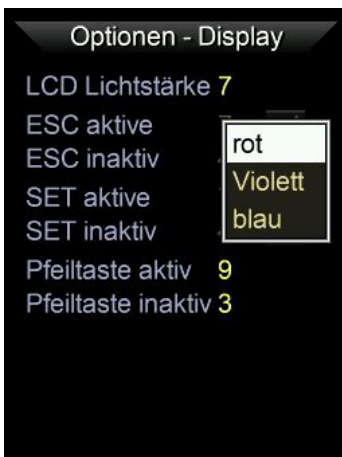 Optionen - Display
LCD Lichtstärke 7
ESC aktive
ESC inaktiv
SET aktive
SET inaktiv
rot
Violett
blau
Pfeiltaste aktiv 9
Pfeiltaste inaktiv 3